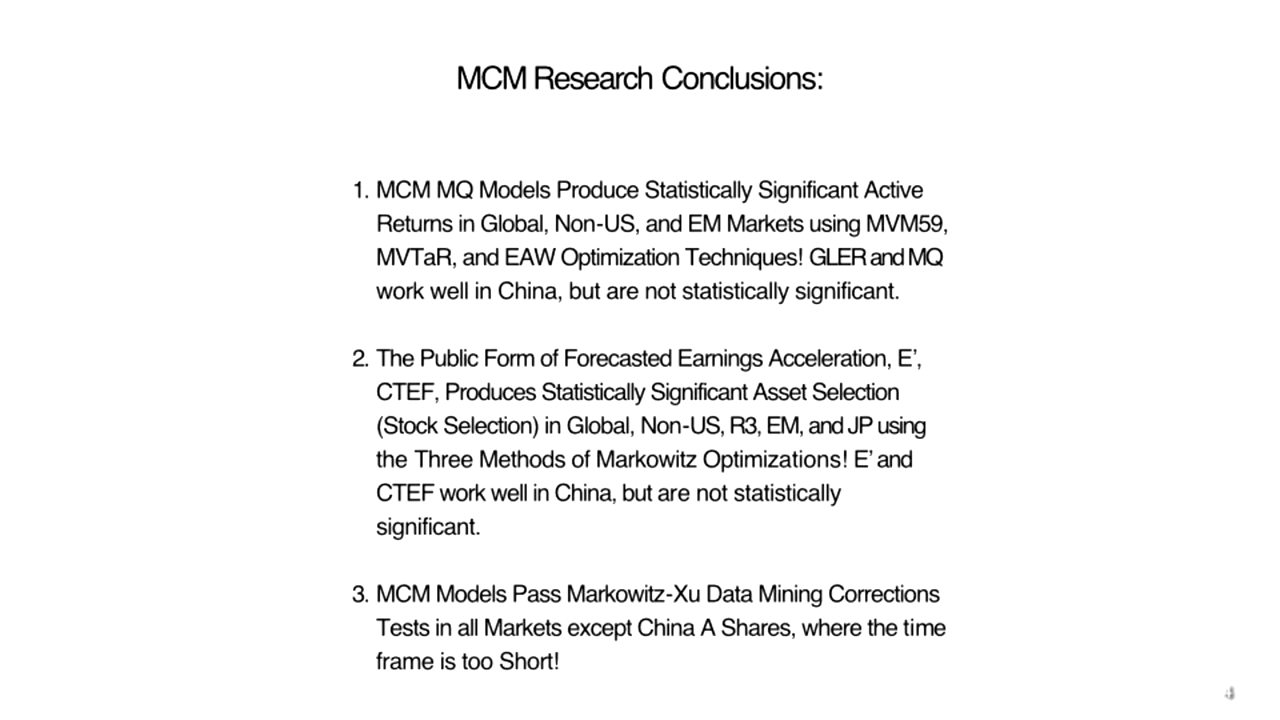 MCM Research Conclusions:
1. MCM MQ Models Produce Statistically Significant Active
Returns in Global, Non-US, and EM Markets using MVM59,
MVTaR, and EAW Optimization Techniques! GLER and MQ
work well in China, but are not statistically significant.
2. The Public Form of Forecasted Earnings Acceleration, E’,
CTEF, Produces Statistically Significant Asset Selection
(Stock Selection) in Global, Non-US, R3, EM, and JP using
the Three Methods of Markowitz Optimizations! E’ and
CTEF work well in China, but are not statistically
significant.
3. MCM Models Pass Markowitz-Xu Data Mining Corrections
Tests in all Markets except China A Shares, where the time
frame is too Short!